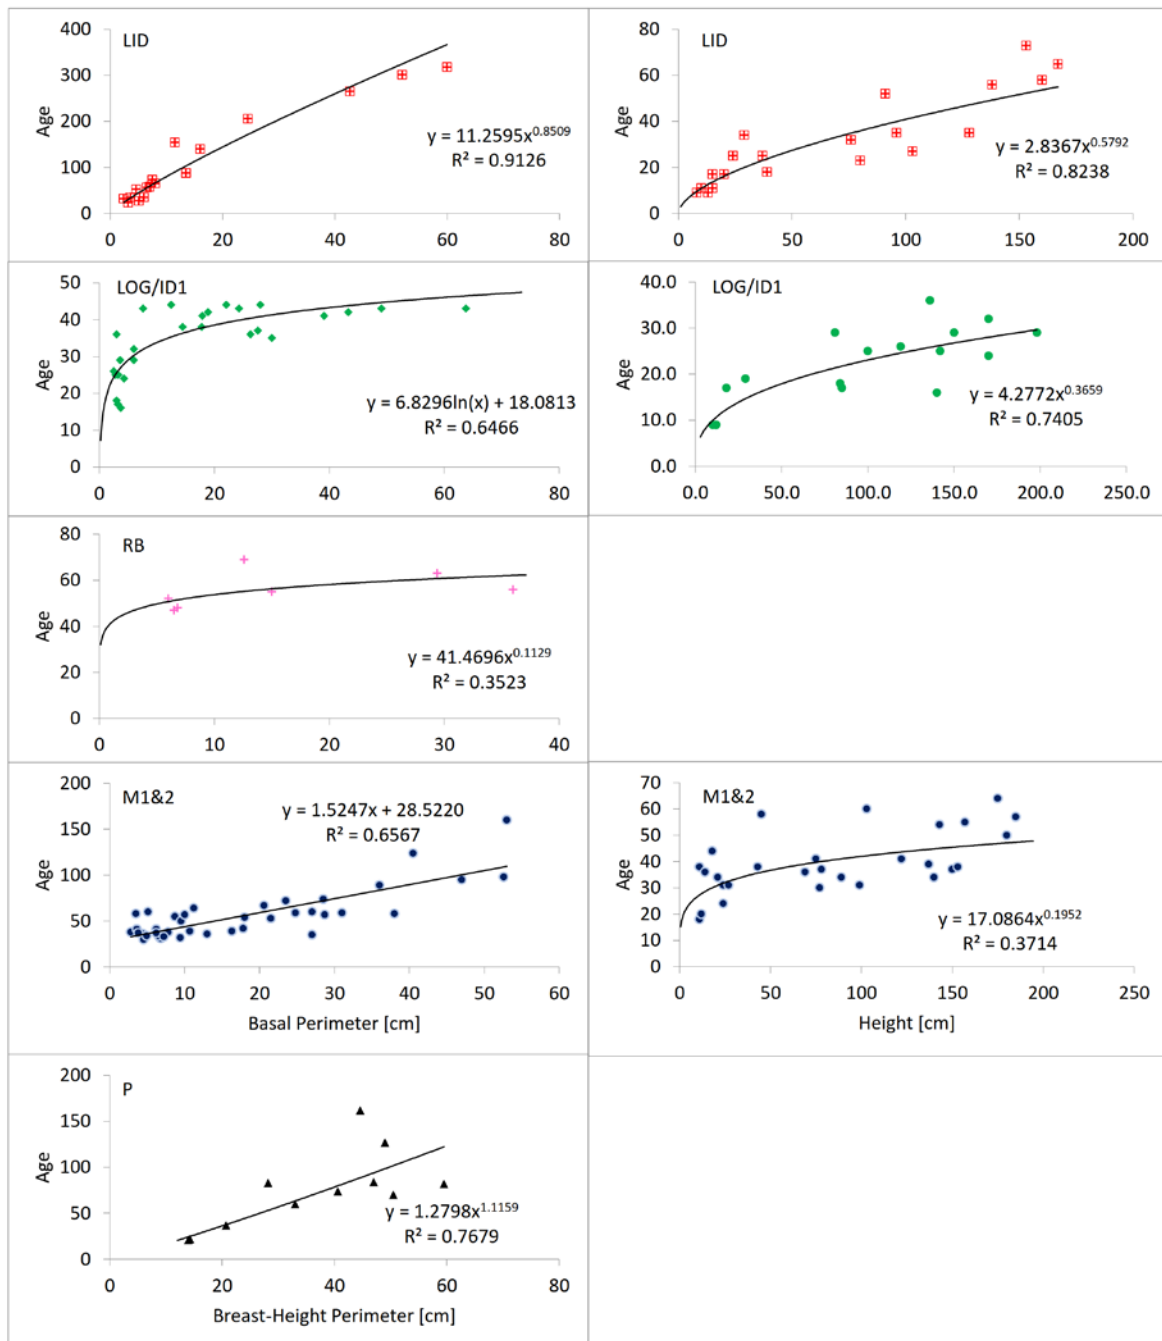 LID
Age
400
300
200
100
0
y = 11.2595x^0.8509
R² = 0.9126
0 20 40 60 80
LID
Age
80
60
40
20
0
y = 2.8367x^0.5792
R² = 0.8238
0 50 100 150 200
LOG/ID1
Age
50
40
30
20
10
0
y = 6.8296ln(x) + 18.0813
R² = 0.6466
0 20 40 60 80
LOG/ID1
Age
40.0
30.0
20.0
10.0
0.0
y = 4.2772x^0.3659
R² = 0.7405
0.0 50.0 100.0 150.0 200.0 250.0
RB
Age
80
60
40
20
0
y = 41.4696x^0.1129
R² = 0.3523
0 10 20 30 40
M1&2
Age
200
150
100
50
0
y = 1.5247x + 28.5220
R² = 0.6567
0 10 20 30 40 50 60
Basal Perimeter [cm]
M1&2
Age
70
60
50
40
30
20
10
0
y = 17.0864x^0.1952
R² = 0.3714
0 50 100 150 200 250
Height [cm]
P
Age
200
150
100
50
0
y = 1.2798x^1.1159
R² = 0.7679
0 20 40 60 80
Breast-Height Perimeter [cm]